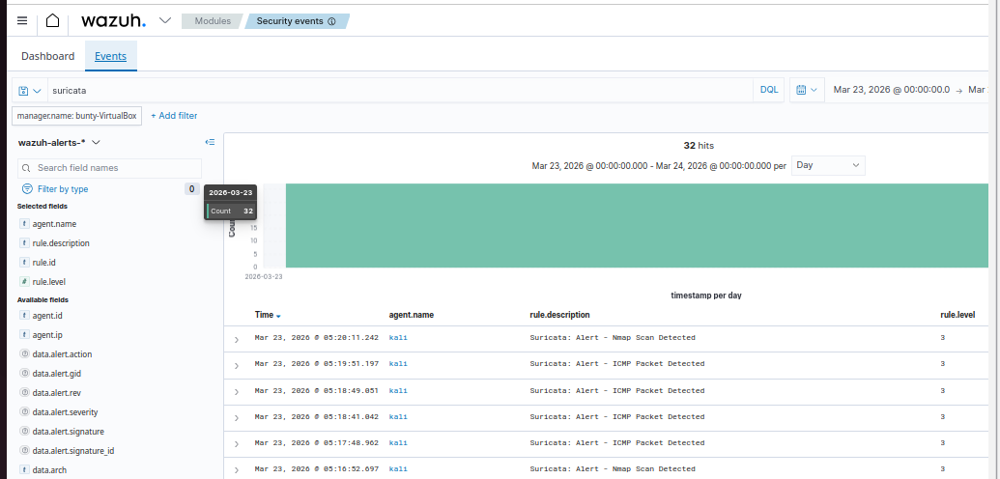 wazuh.
Modules
Security events
Dashboard
Events
suricata
DQL
Mar 23, 2026 @ 00:00:00.0 → Mar
manager.name: bunty-VirtualBox
+ Add filter
wazuh-alerts-*
Search field names
Filter by type
0
Selected fields
t agent.name
t rule.description
t rule.id
# rule.level
Available fields
t agent.id
t agent.ip
data.alert.action
data.alert.gid
data.alert.rev
data.alert.severity
data.alert.signature
data.alert.signature_id
t data.arch
32 hits
Mar 23, 2026 @ 00:00:00.000 - Mar 24, 2026 @ 00:00:00.000 per
Day
2026-03-23
Count 32
15
10
5
0
2026-03-23
timestamp per day
Time agent.name rule.description rule.level
Mar 23, 2026 @ 05:20:11.242 kali Suricata: Alert - Nmap Scan Detected 3
Mar 23, 2026 @ 05:19:51.197 kali Suricata: Alert - ICMP Packet Detected 3
Mar 23, 2026 @ 05:18:49.051 kali Suricata: Alert - ICMP Packet Detected 3
Mar 23, 2026 @ 05:18:41.042 kali Suricata: Alert - ICMP Packet Detected 3
Mar 23, 2026 @ 05:17:48.962 kali Suricata: Alert - ICMP Packet Detected 3
Mar 23, 2026 @ 05:16:52.697 kali Suricata: Alert - Nmap Scan Detected 3